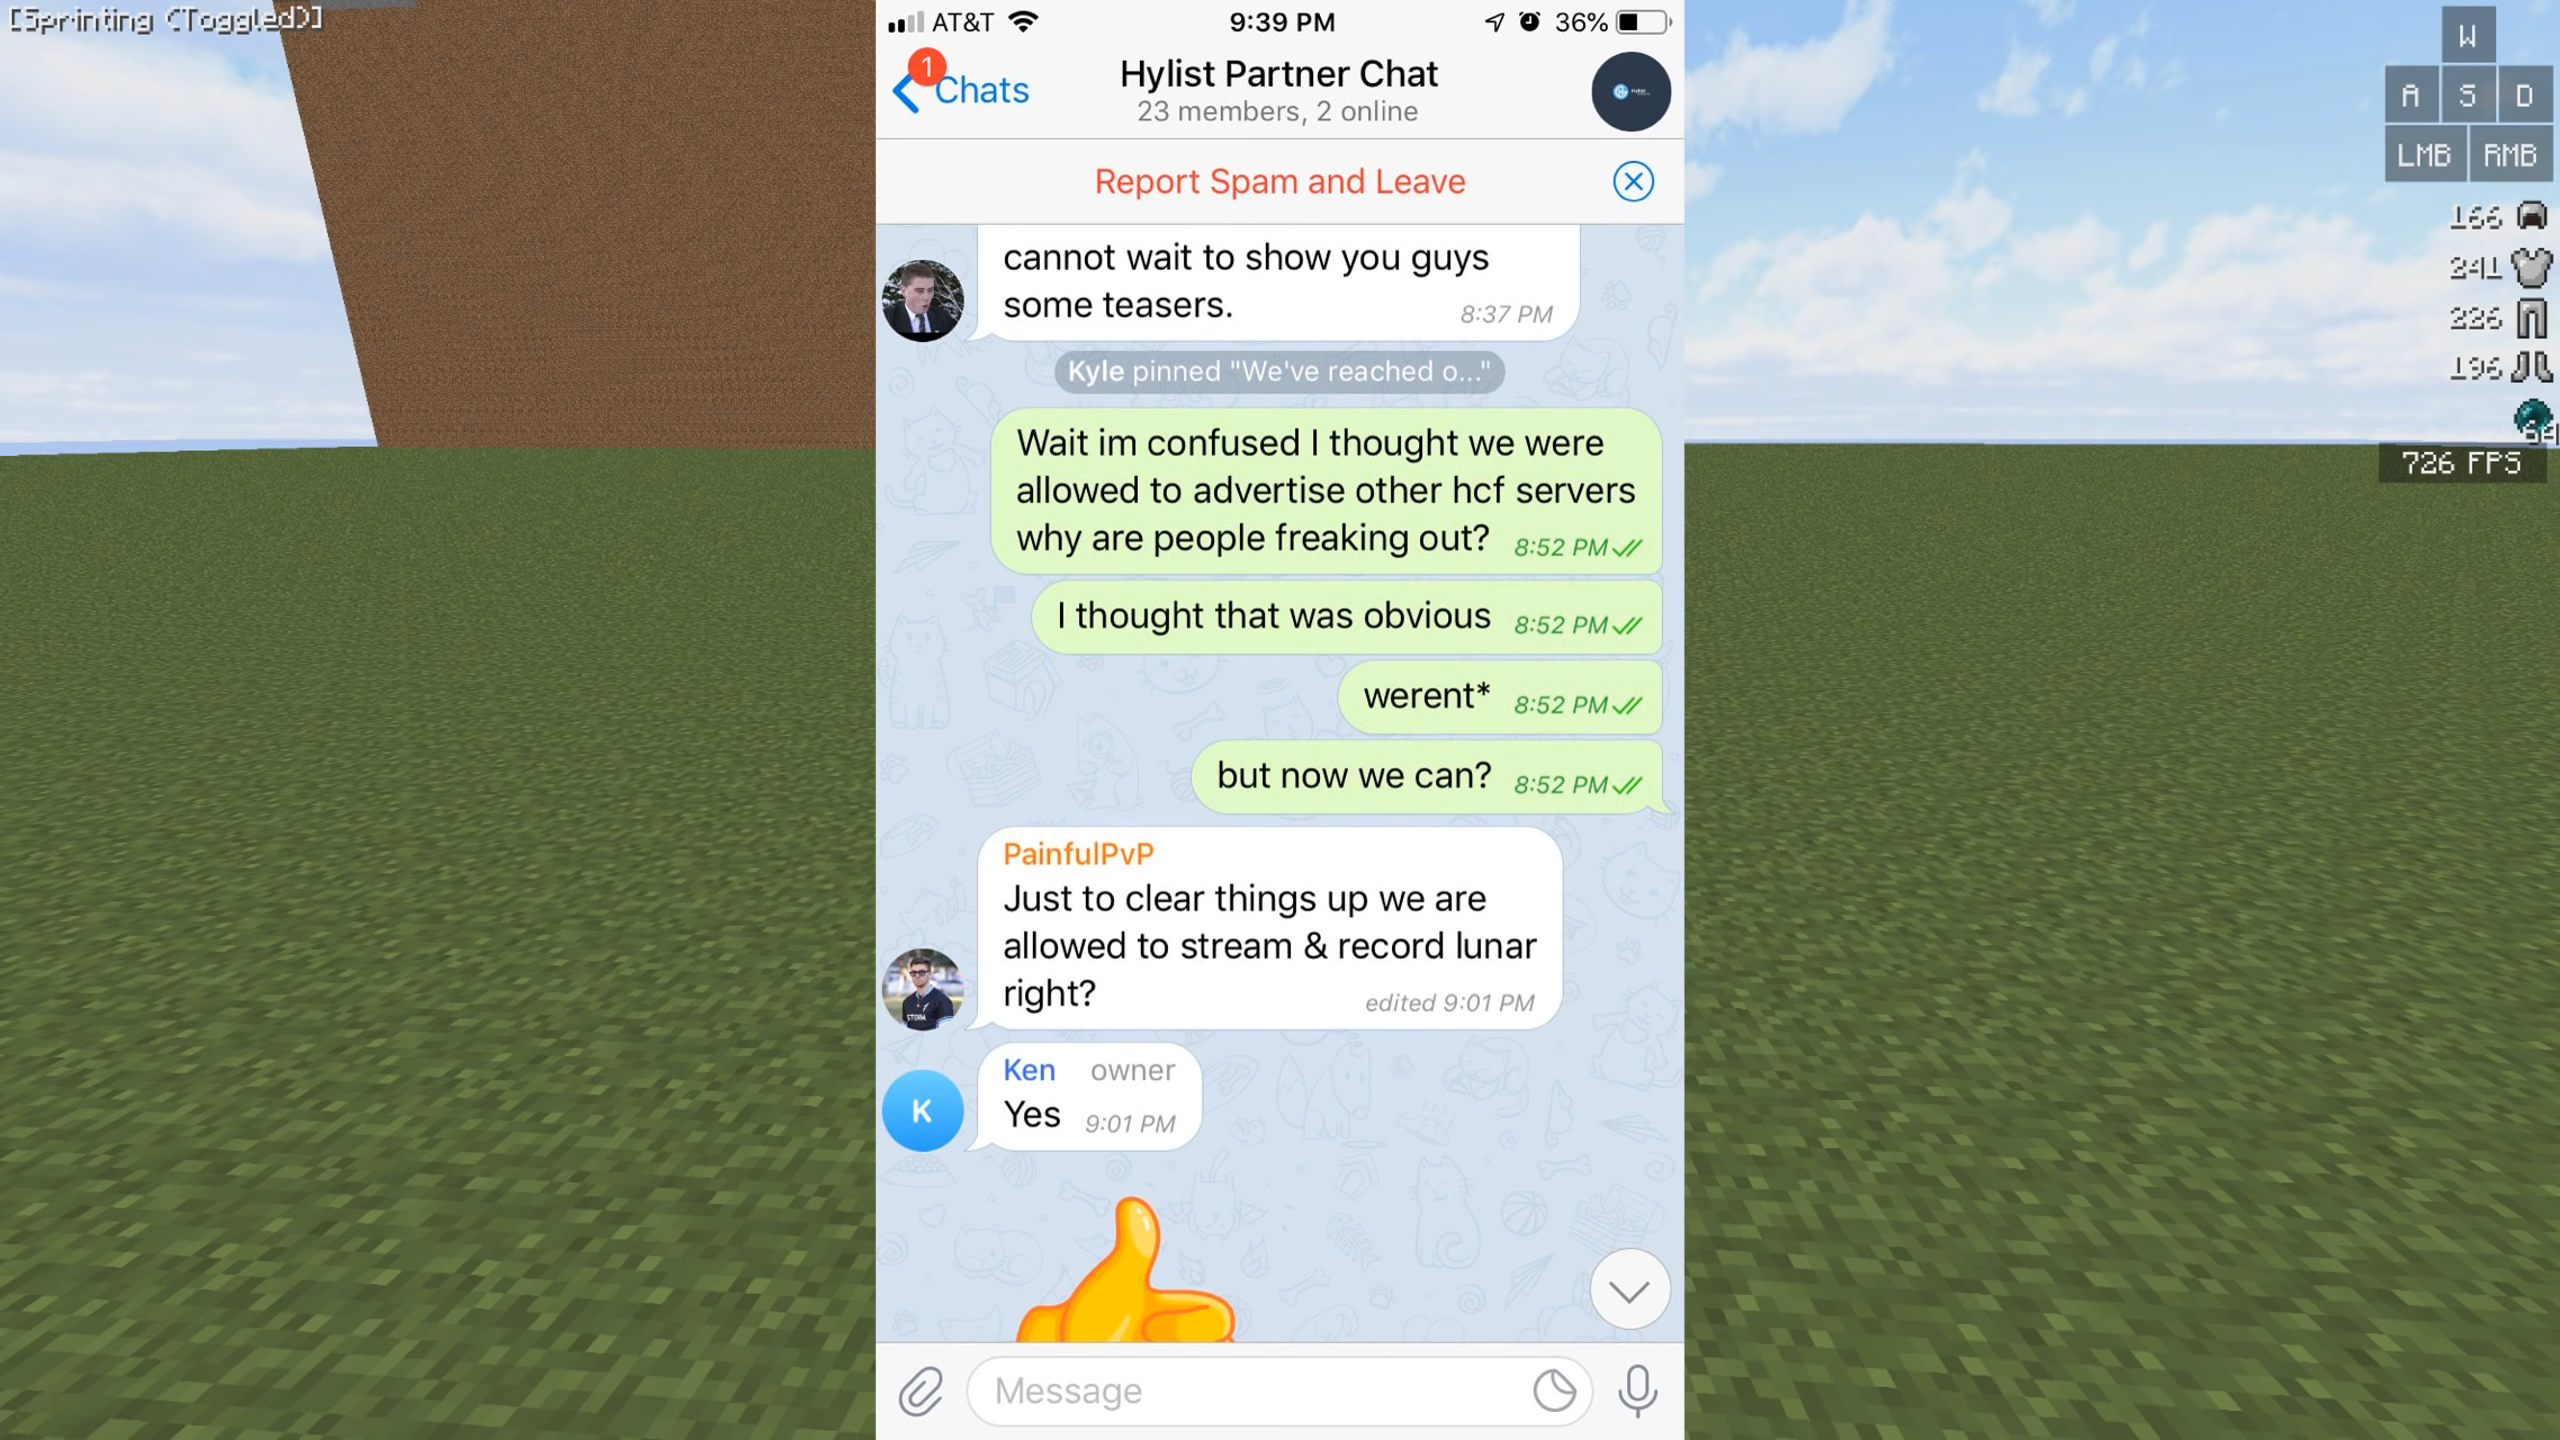 [Sprinting (Toggled)]
AT&T
9:39 PM
36%
1
Chats
Hylist Partner Chat
23 members, 2 online
Report Spam and Leave
cannot wait to show you guys
some teasers.
8:37 PM
Kyle pinned "We've reached o..."
Wait im confused I thought we were
allowed to advertise other hcf servers
why are people freaking out? 8:52 PM
I thought that was obvious 8:52 PM
werent* 8:52 PM
but now we can? 8:52 PM
PainfulPvP
Just to clear things up we are
allowed to stream & record lunar
right?
edited 9:01 PM
Ken owner
Yes 9:01 PM
K
Message
W
A S D
LMB RMB
166
241
226
196
726 FPS